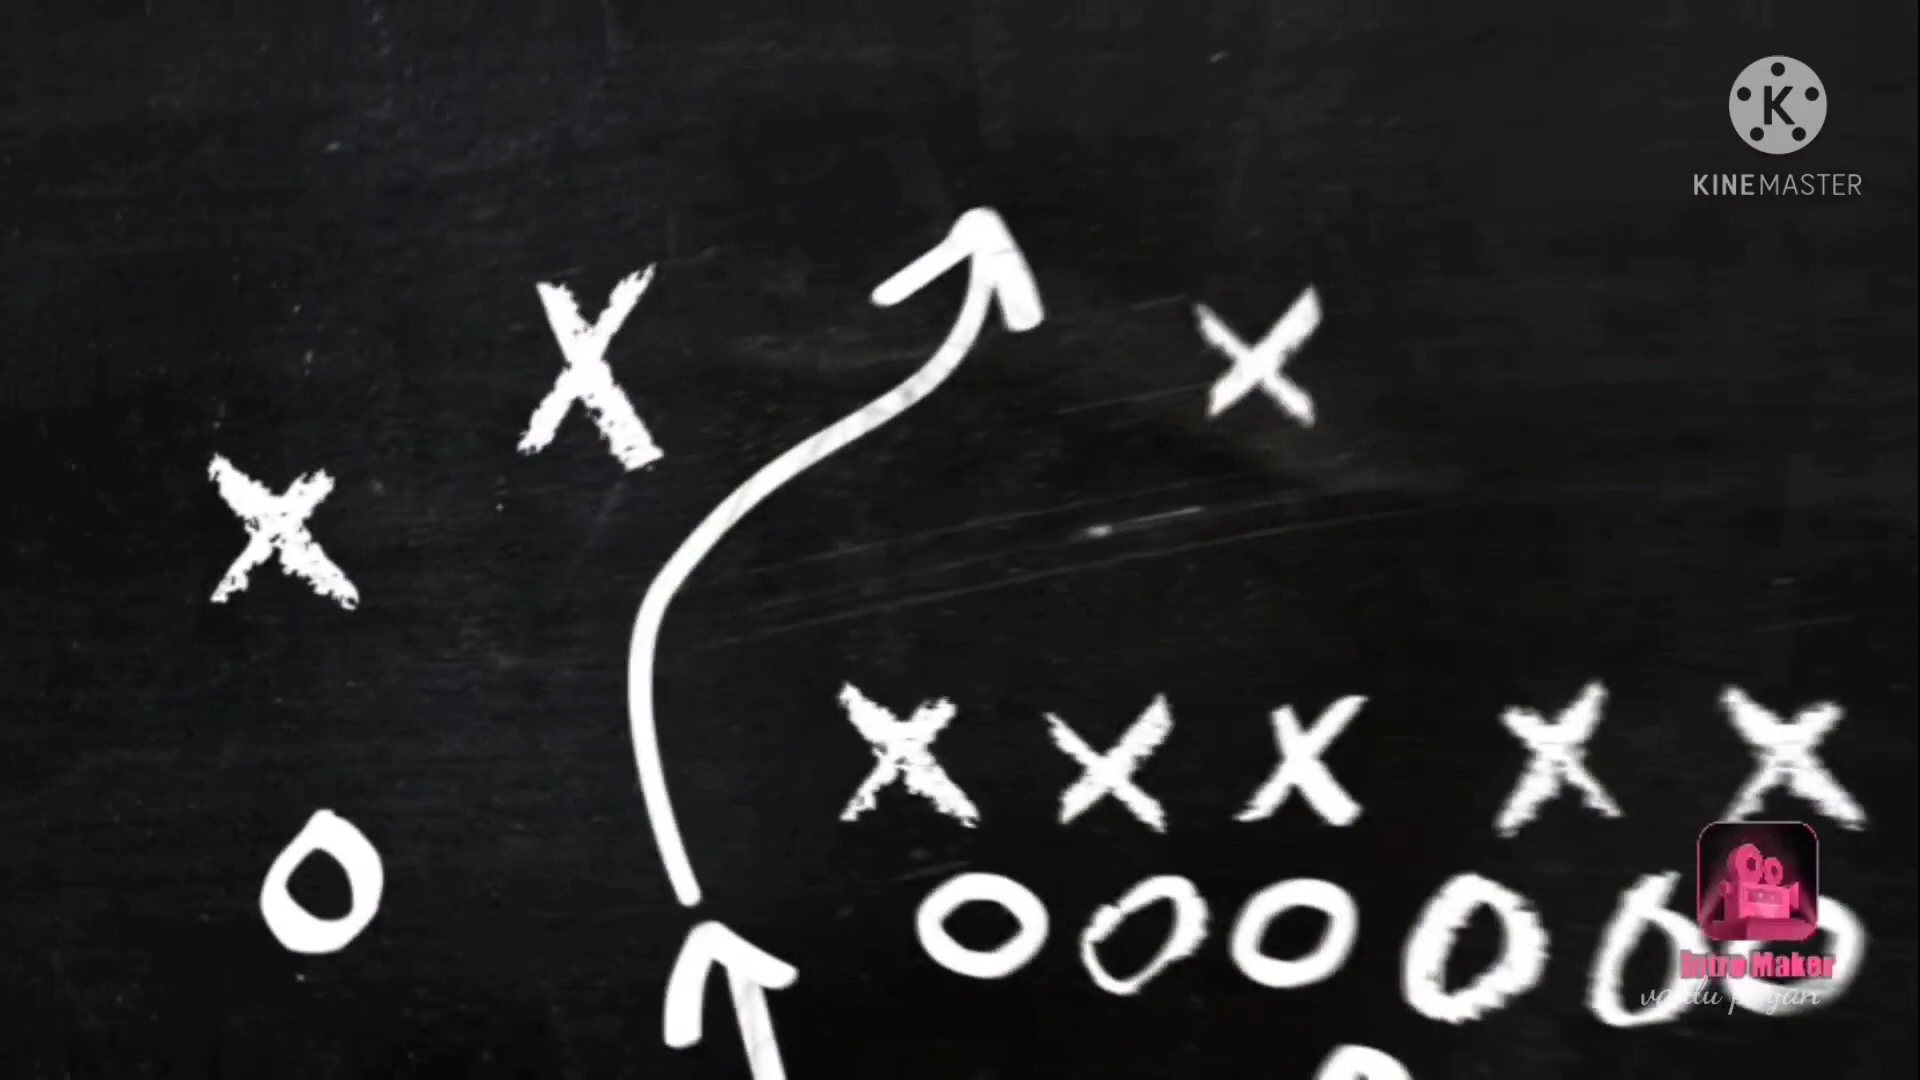 K
KINEMASTER
X
X
X
X X X X X
O
O O O O O O
Intro Maker